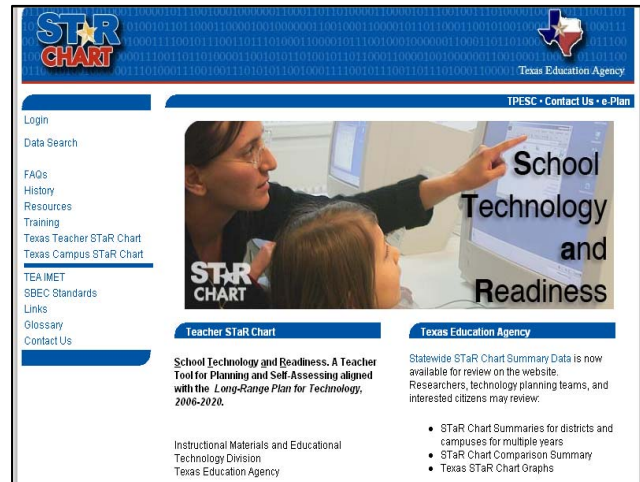 STaR
CHART
Texas Education Agency
TPESC • Contact Us • e-Plan
Login
Data Search
FAQs
History
Resources
Training
Texas Teacher STaR Chart
Texas Campus STaR Chart
TEA IMET
SBEC Standards
Links
Glossary
Contact Us
School
Technology
and
Readiness
STaR
CHART
Teacher STaR Chart
School Technology and Readiness. A Teacher
Tool for Planning and Self-Assessing aligned
with the Long-Range Plan for Technology,
2006-2020.
Instructional Materials and Educational
Technology Division
Texas Education Agency
Texas Education Agency
Statewide STaR Chart Summary Data is now
available for review on the website.
Researchers, technology planning teams, and
interested citizens may review:
• STaR Chart Summaries for districts and
campuses for multiple years
• STaR Chart Comparison Summary
• Texas STaR Chart Graphs